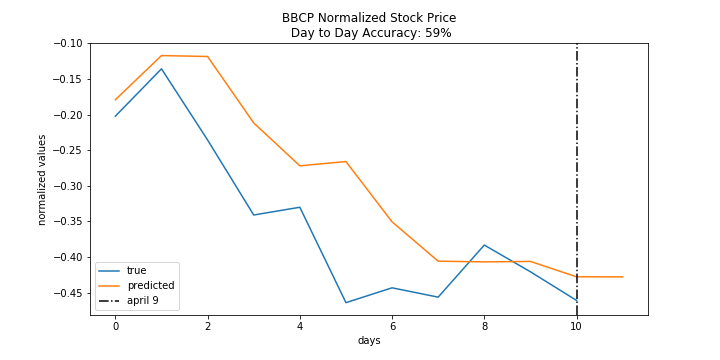 BBCP Normalized Stock Price
Day to Day Accuracy: 59%
−0.10
−0.15
−0.20
−0.25
−0.30
−0.35
−0.40
−0.45
normalized values
true
predicted
april 9
0 2 4 6 8 10
days